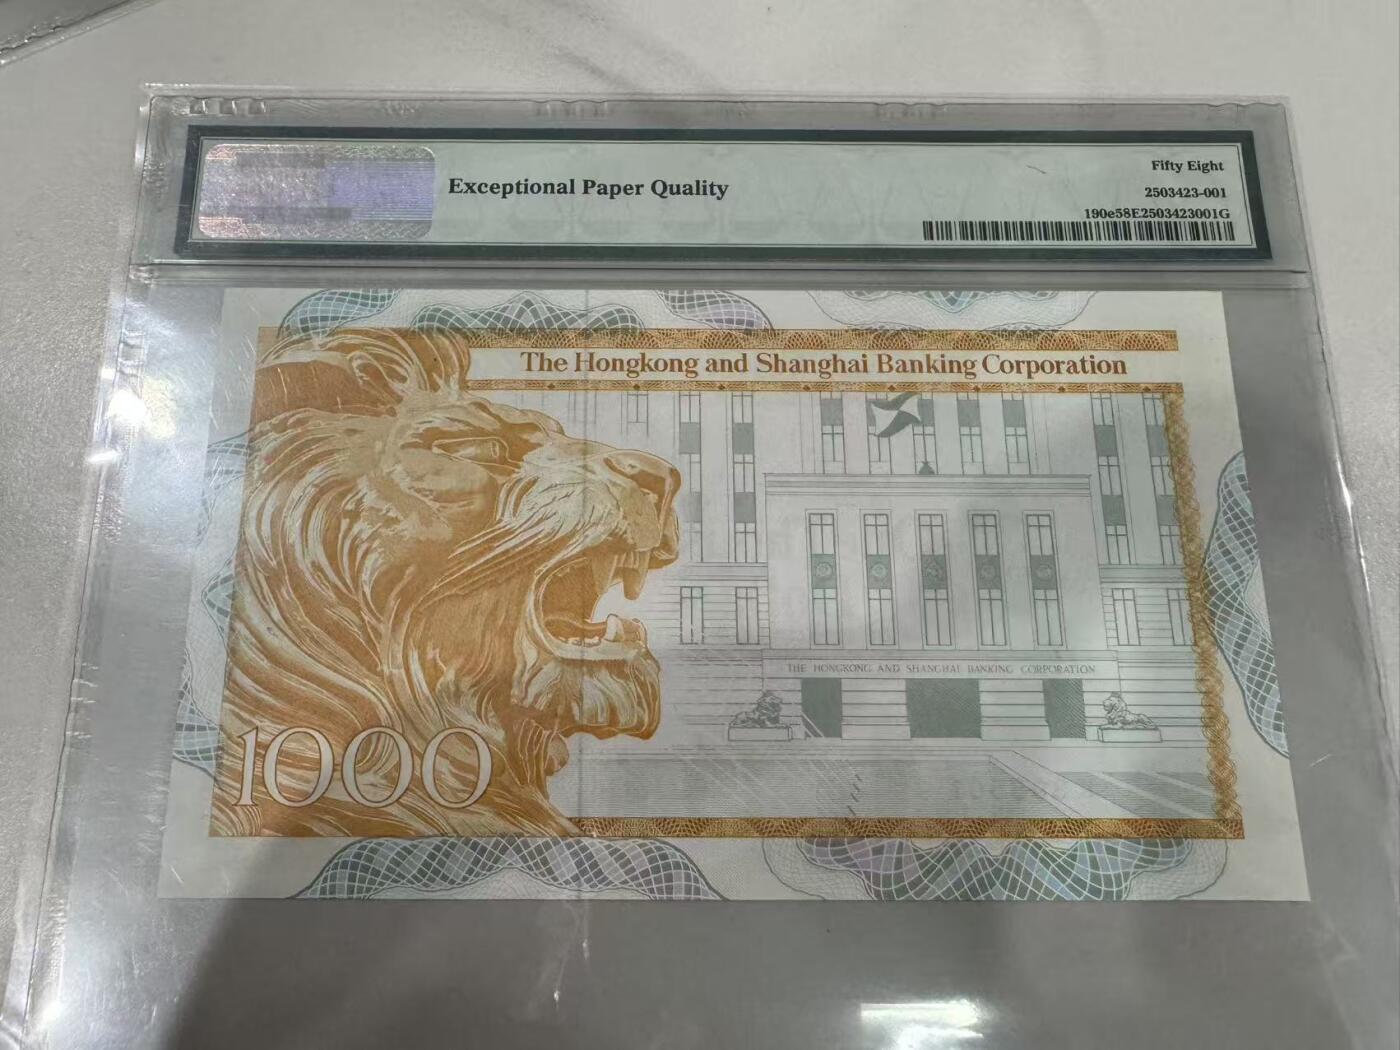 Exceptional Paper Quality
Fifty Eight
2503423-001
190e58E2503423001G
The Hongkong and Shanghai Banking Corporation
THE HONGKONG AND SHANGHAI BANKING CORPORATION
1000